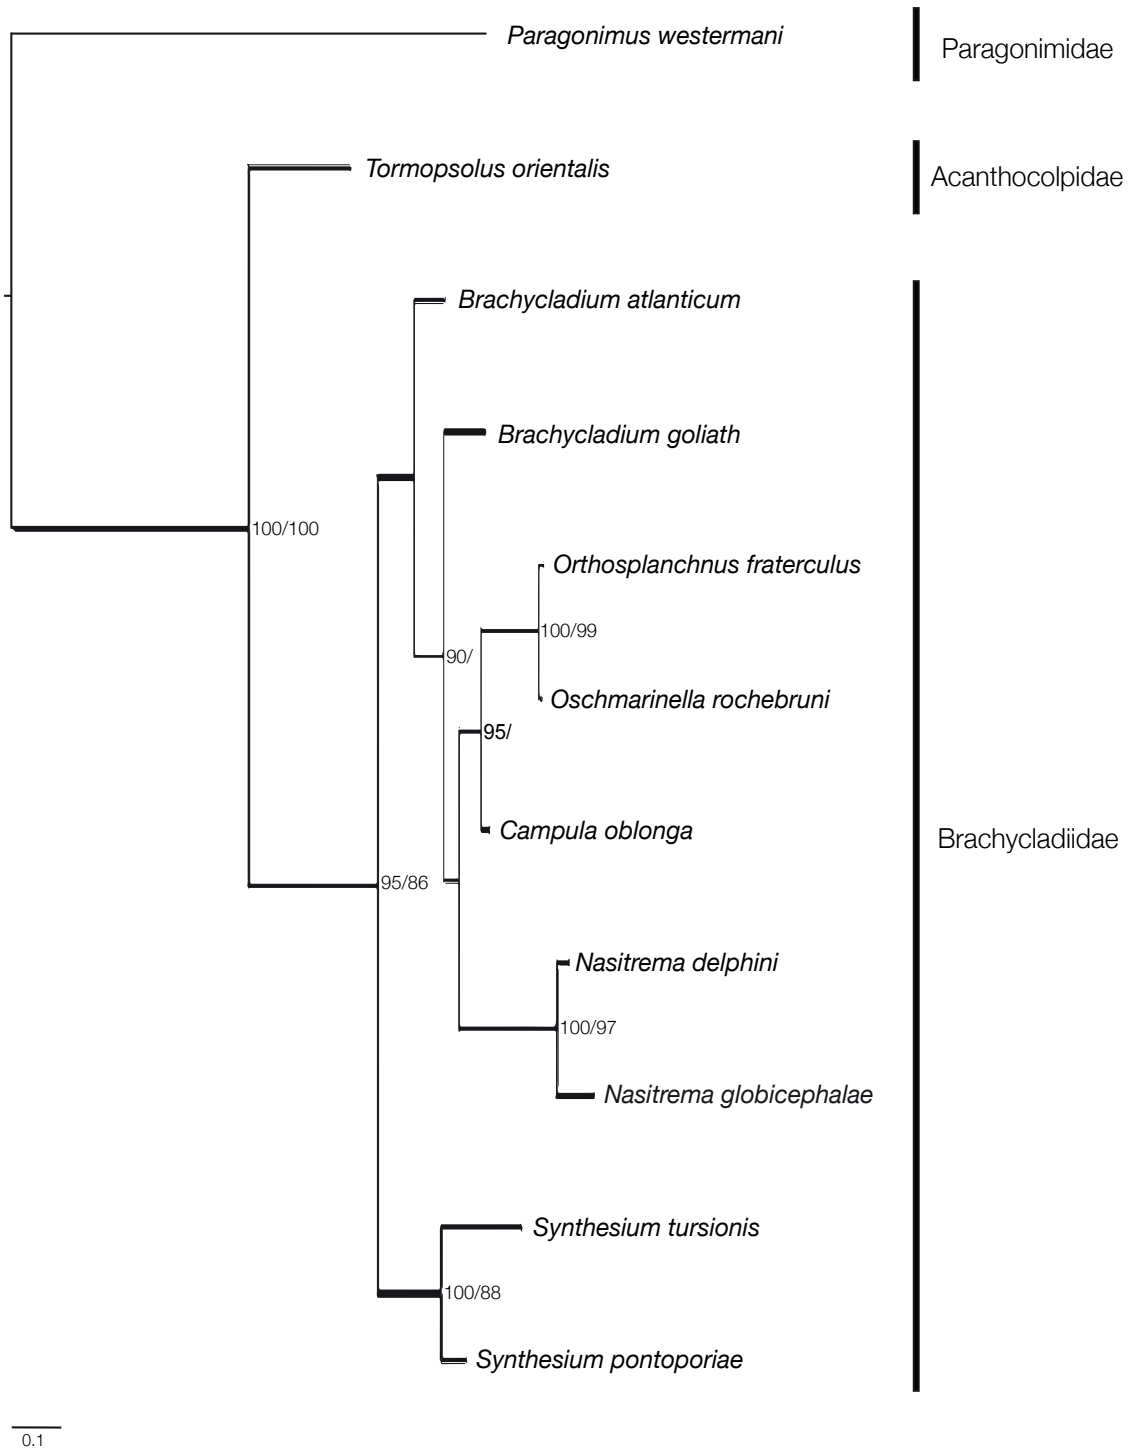 Paragonimus westermani
Paragonimidae
Tormopsolus orientalis
Acanthocolpidae
Brachycladium atlanticum
Brachycladium goliath
100/100
Orthosplanchnus fraterculus
100/99
90/
Oschmarinella rochebruni
95/
Campula oblonga
Brachycladiidae
95/86
Nasitrema delphini
100/97
Nasitrema globicephalae
Synthesium tursionis
100/88
Synthesium pontoporiae
0.1